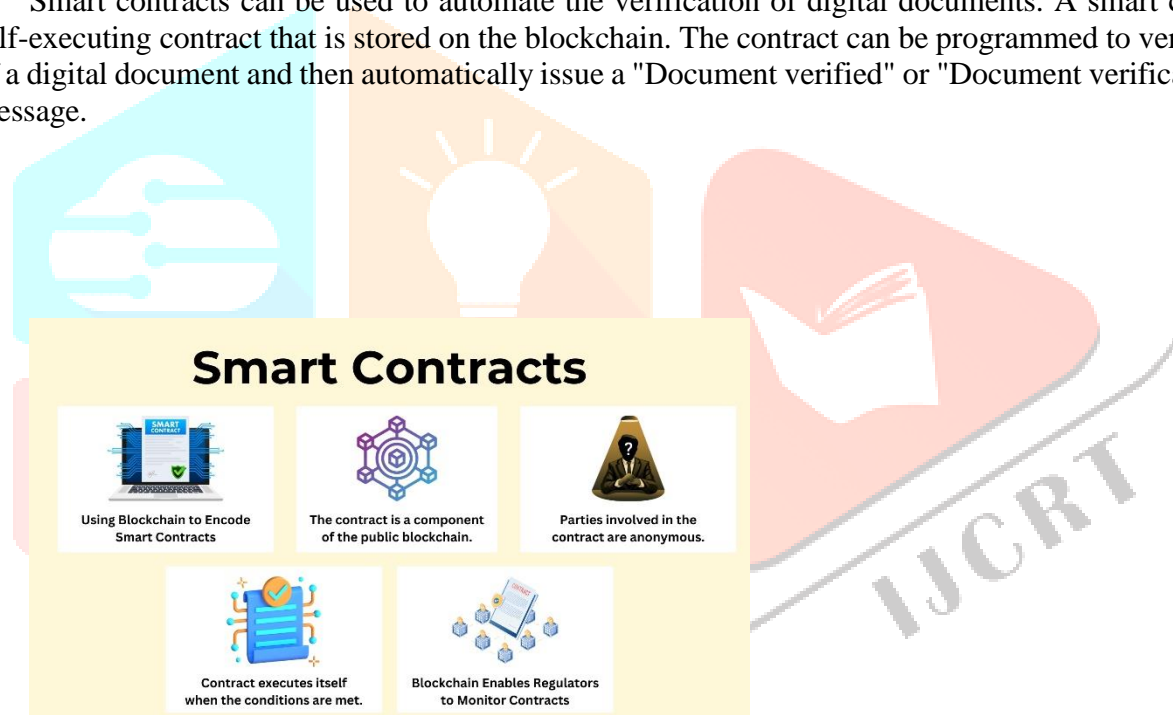 Smart contracts can be used to automate the verification of digital documents. A smart
self-executing contract that is stored on the blockchain. The contract can be programmed to
a digital document and then automatically issue a "Document verified" or "Document
message.
Smart Contracts
SMART
CONTRACT
Using Blockchain to Encode
Smart Contracts
The contract is a component
of the public blockchain.
?
Parties involved in the
contract are anonymous.
Contract executes itself
when the conditions are met.
CONTRACT
Blockchain Enables Regulators
to Monitor Contracts
IJCRT